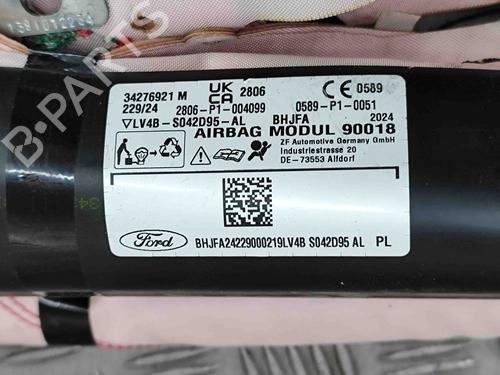 34276921 M
UK CA 2806
CE 0589
229/24
2806-P1-004099
0589-P1-0051
LV4B - S042D95 - AL
BHJFA
2024
AIRBAG MODUL 90018
ZF Automotive Germany GmbH
Industriestrasse 20
DE-73553 Alfdorf
Ford
BHJFA24229000219LV4B S042D95 AL PL
B-PARTS